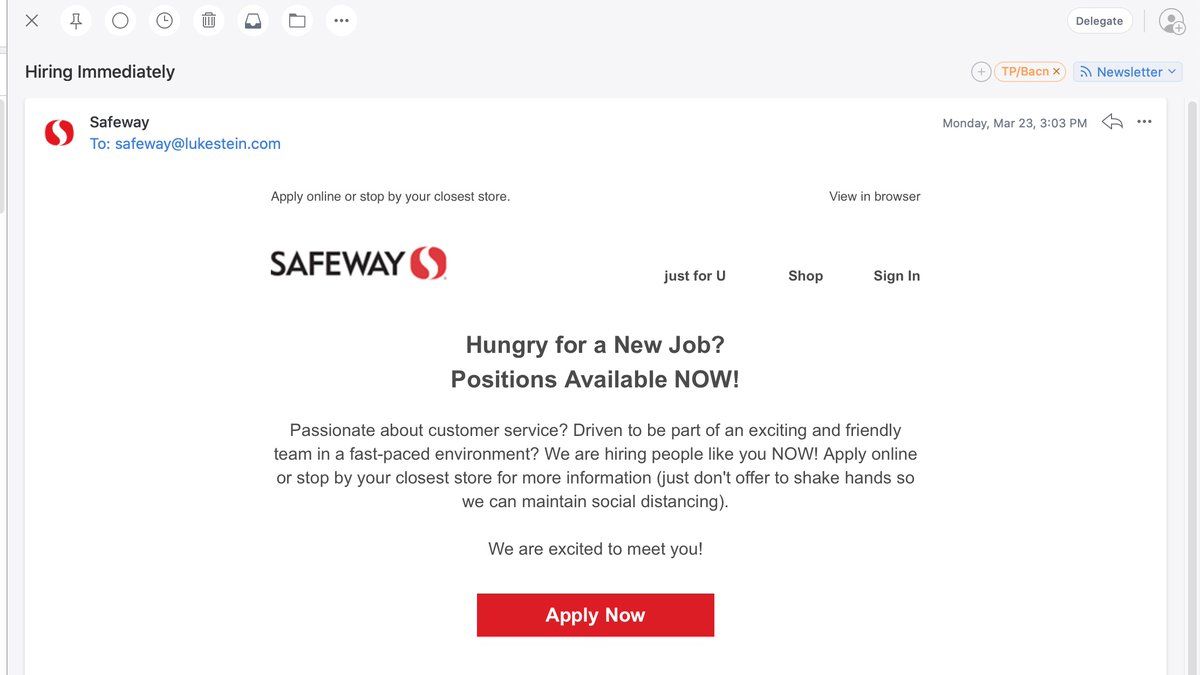 Delegate
Hiring Immediately
TP/Bacn ×
Newsletter
Safeway
Monday, Mar 23, 3:03 PM
To: safeway@lukestein.com
Apply online or stop by your closest store.
View in browser
SAFEWAY
just for U
Shop
Sign In
Hungry for a New Job?
Positions Available NOW!
Passionate about customer service? Driven to be part of an exciting and friendly
team in a fast-paced environment? We are hiring people like you NOW! Apply online
or stop by your closest store for more information (just don't offer to shake hands so
we can maintain social distancing).
We are excited to meet you!
Apply Now